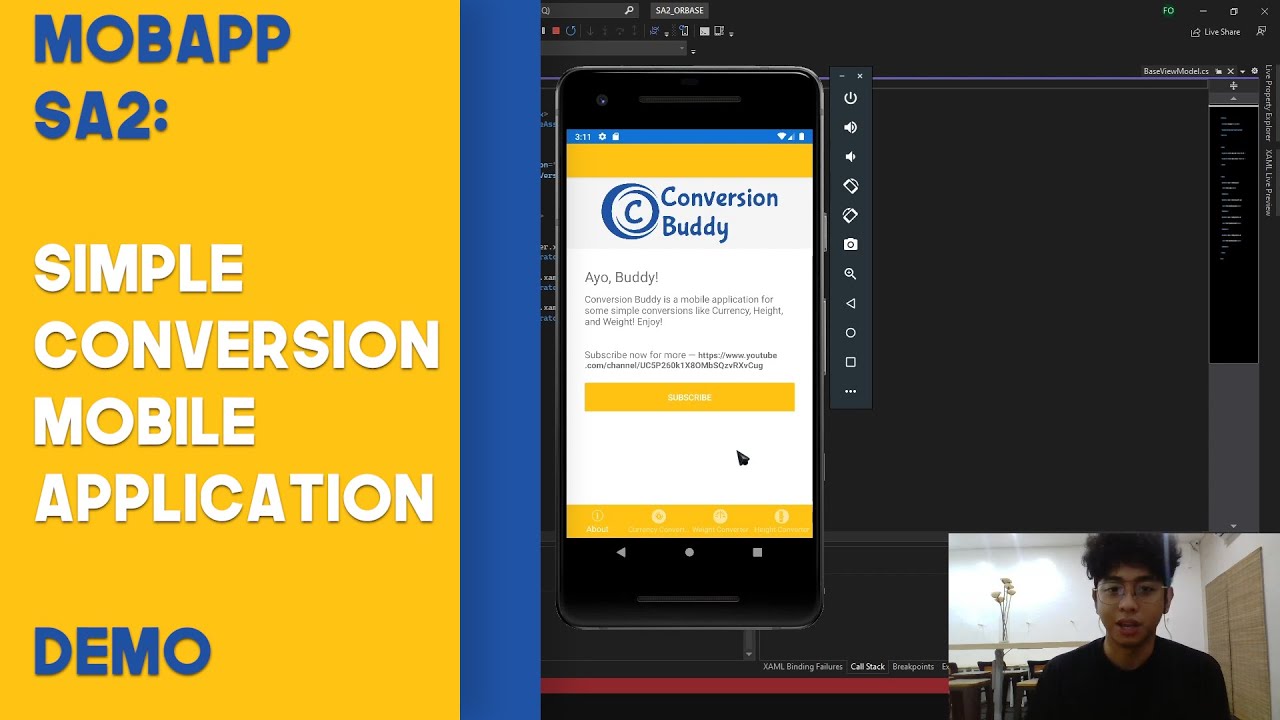 MOBAPP
SA2:
SIMPLE
CONVERSION
MOBILE
APPLICATION
DEMO
SA2_ORBASE
FO
Live Share
BaseViewModel.cs
Live Property Explorer
XAML Live Preview
3:11
Conversion
Buddy
Ayo, Buddy!
Conversion Buddy is a mobile application for
some simple conversions like Currency, Height,
and Weight! Enjoy!
Subscribe now for more — https://www.youtube
.com/channel/UC5P260k1X8OMbSQzvRXvCug
SUBSCRIBE
About
Currency Conver...
Weight Converter
Height Converter
XAML Binding Failures
Call Stack
Breakpoints